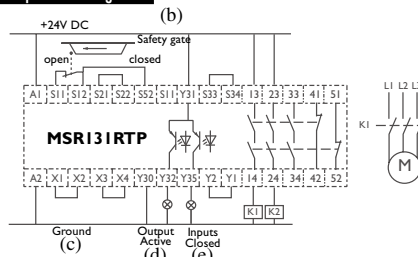 (b)
+24V DC
Safety gate
open closed
A1 S11 S12 S21 S22 S52 S11 Y31 S33 S34 13 23 33 41 51
MSR131RTP
A2 X1 X2 X3 X4 Y30 Y32 Y35 Y2 Y1 14 24 34 42 52
K1 K2
Ground
Output
Active
Inputs
Closed
(c)
(d)
(e)
L1 L2
K1
M